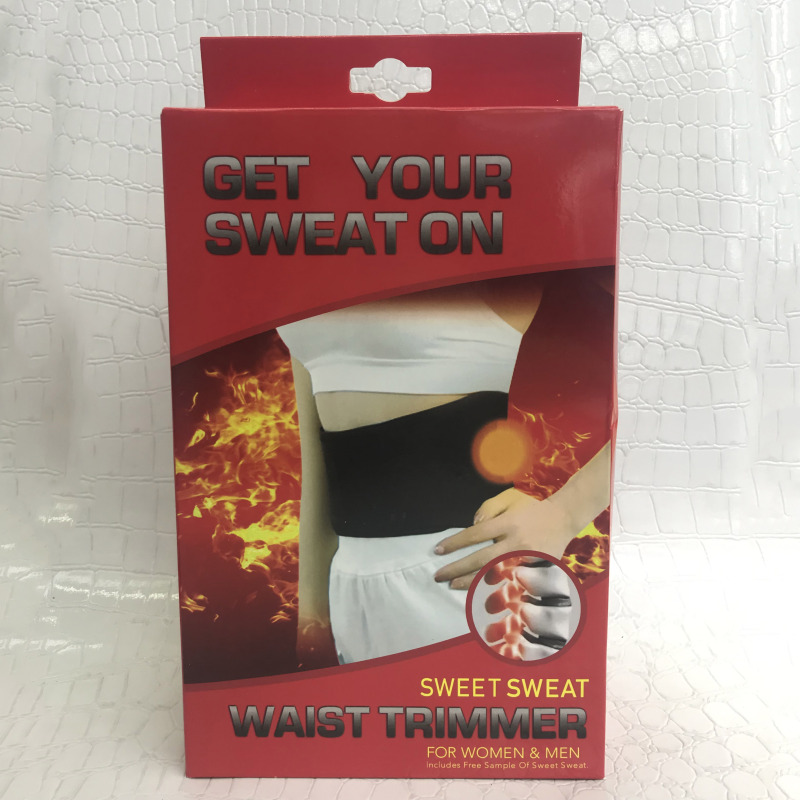 GET YOUR
SWEAT ON
SWEET SWEAT
WAIST TRIMMER
FOR WOMEN & MEN
Includes Free Sample Of Sweet Sweat.